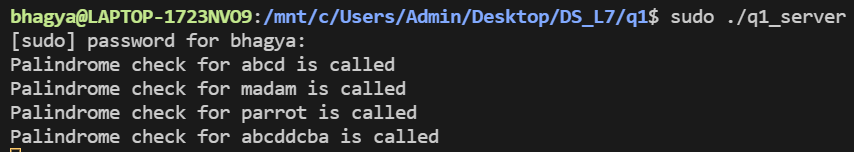 bhagya@LAPTOP-1723NVO9:/mnt/c/Users/Admin/Desktop/DS_L7/q1$ sudo ./q1_server
[sudo] password for bhagya:
Palindrome check for abcd is called
Palindrome check for madam is called
Palindrome check for parrot is called
Palindrome check for abcddcba is called